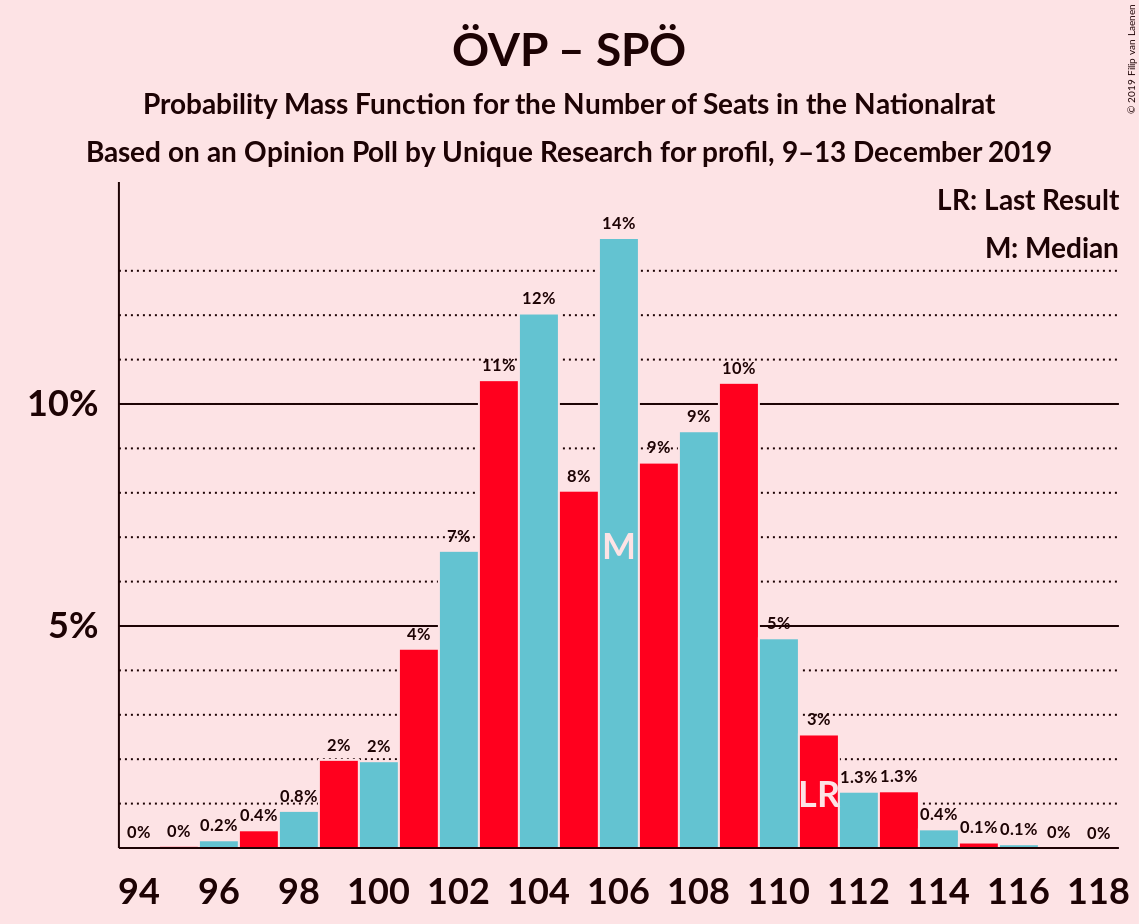 ÖVP – SPÖ
Probability Mass Function for the Number of Seats in the Nationalrat
Based on an Opinion Poll by Unique Research for profil, 9–13 December 2019
© 2019 Filip van Laenen
LR: Last Result
M: Median
10%
5%
0% 0% 0.2% 0.4% 0.8% 2% 2% 4% 7% 11% 12% 8% 14% 9% 9% 10% 5% 3% 1.3% 1.3% 0.4% 0.1% 0.1% 0% 0%
M
LR
94 96 98 100 102 104 106 108 110 112 114 116 118